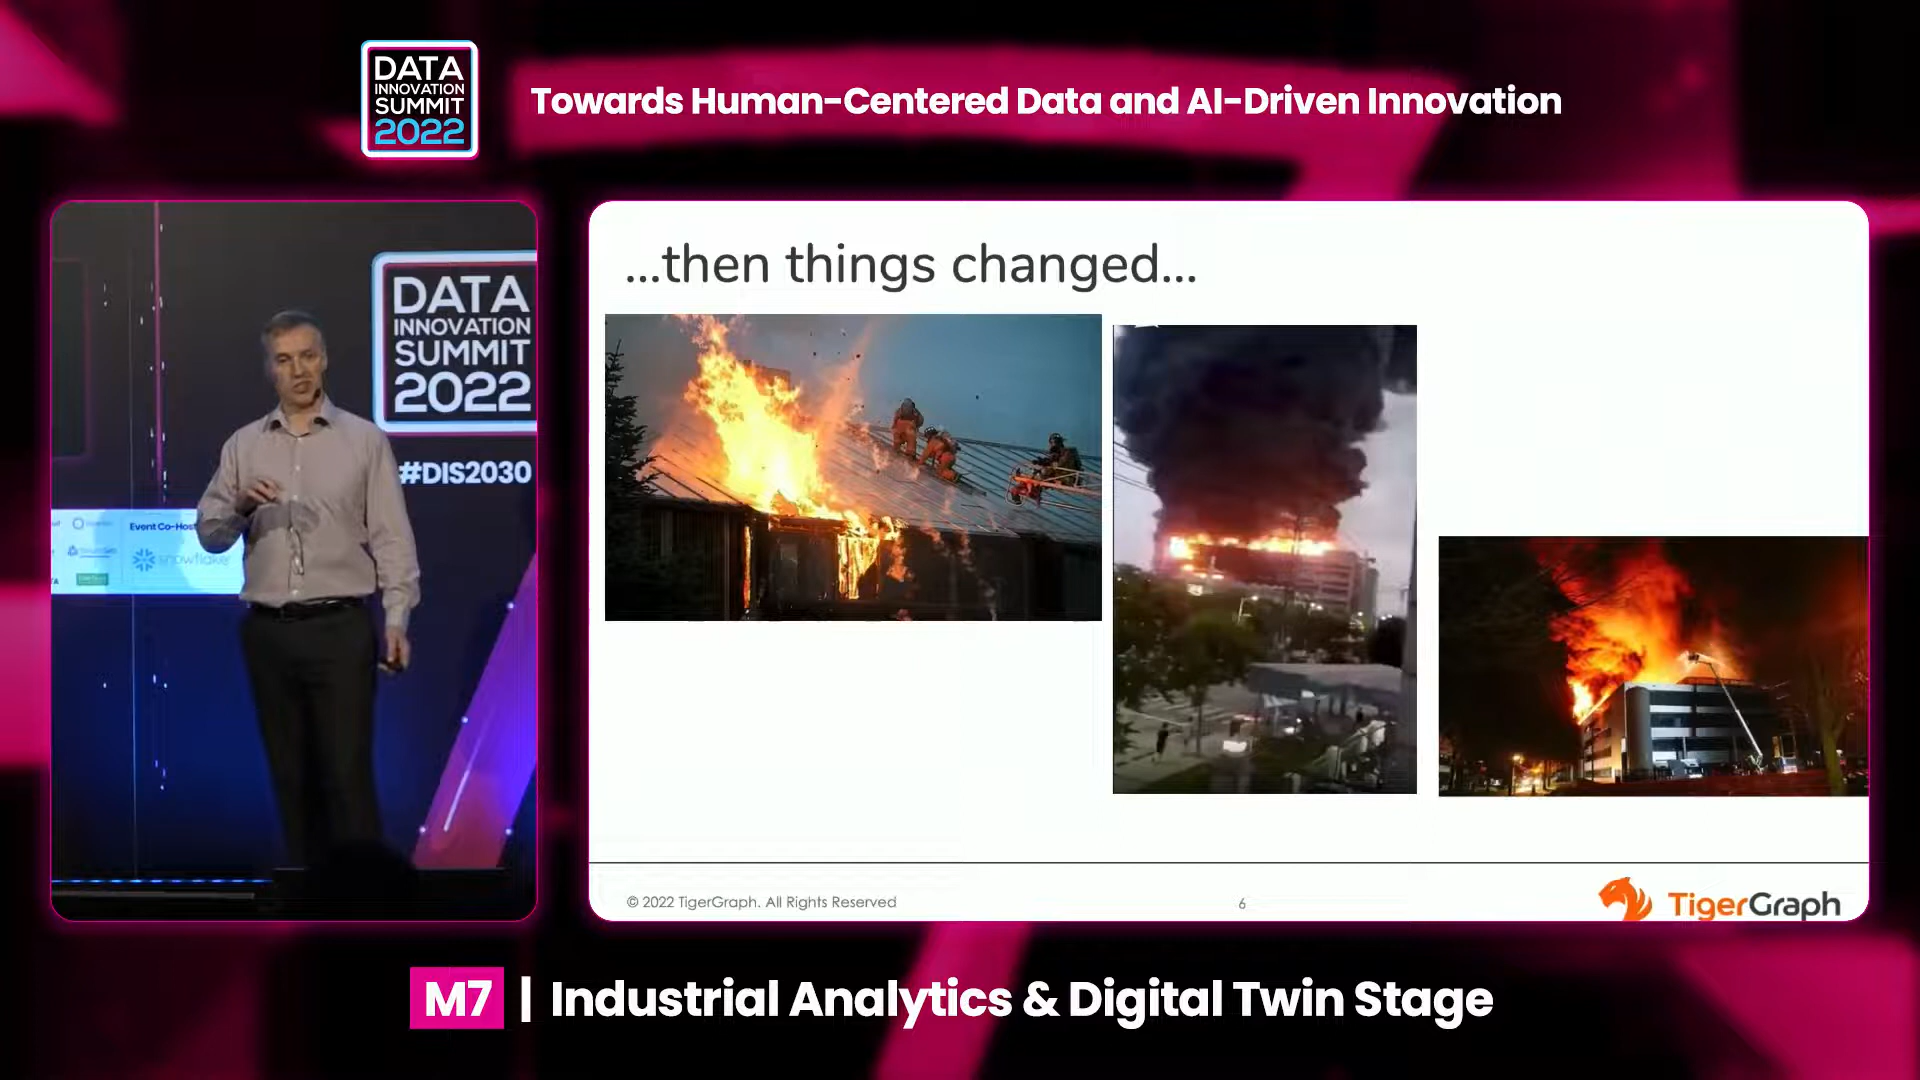 DATA
INNOVATION
SUMMIT
2022
Towards Human-Centered Data and AI-Driven Innovation
DATA
INNOVATION
SUMMIT
2022
#DIS2030
Event Co-Host
snowflake
...then things changed...
© 2022 TigerGraph. All Rights Reserved
6
TigerGraph
M7 | Industrial Analytics & Digital Twin Stage